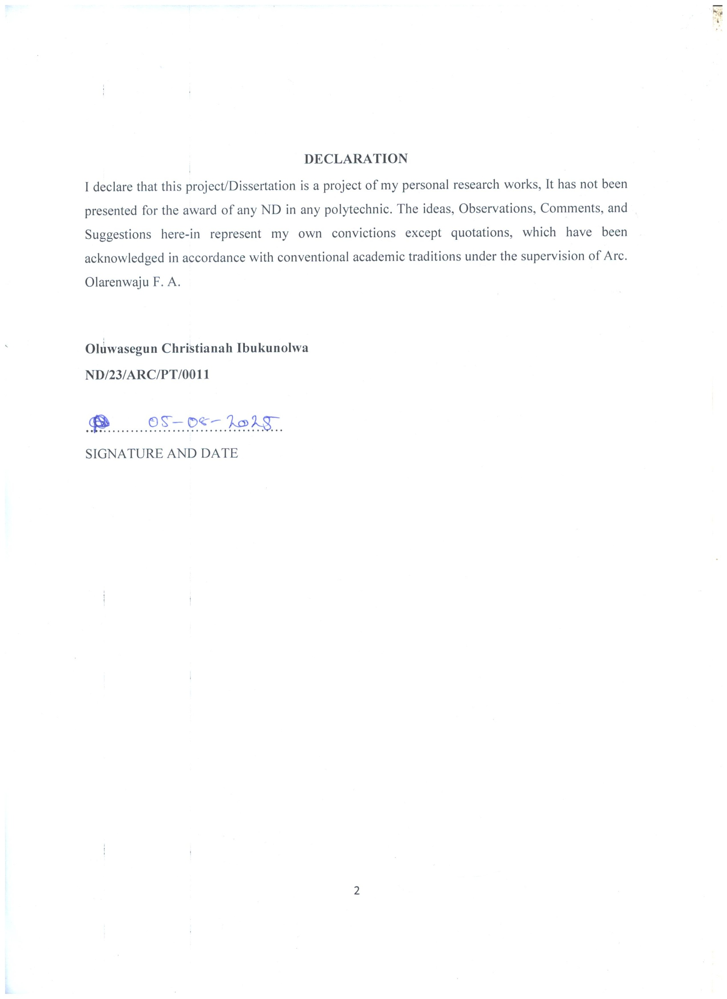 DECLARATION
I declare that this project/Dissertation is a project of my personal research works, It has not been
presented for the award of any ND in any polytechnic. The ideas, Observations, Comments, and
Suggestions here-in represent my own convictions except quotations, which have been
acknowledged in accordance with conventional academic traditions under the supervision of Arc.
Olarenwaju F. A.
Oluwasegun Christianah Ibukunolwa
ND/23/ARC/PT/0011
05-08-2025
SIGNATURE AND DATE
2